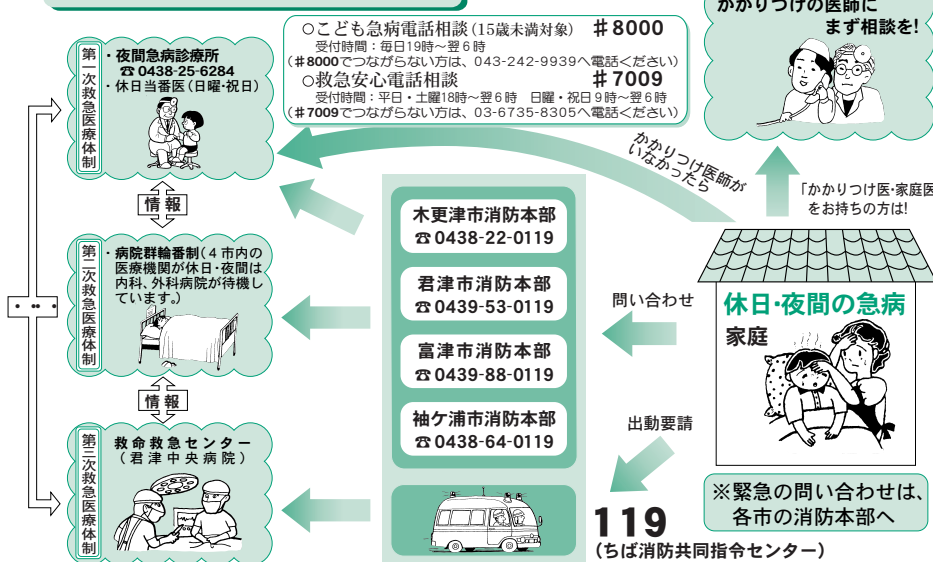 かかりつけの医師に
まず相談を!
○こども急病電話相談(15歳未満対象) #8000
受付時間:毎日19時〜翌6時
(#8000でつながらない方は、043-242-9939へ電話ください)
○救急安心電話相談 #7009
受付時間:平日・土曜18時〜翌6時 日曜・祝日9時〜翌6時
(#7009でつながらない方は、03-6735-8305へ電話ください)
第一次救急医療体制
・夜間急病診療所
☎0438-25-6284
・休日当番医(日曜・祝日)
情報
第二次救急医療体制
・病院群輪番制(4市内の
医療機関が休日・夜間は
内科、外科病院が待機し
ています。)
情報
第三次救急医療体制
救命救急センター
(君津中央病院)
かかりつけ医師が
いなかったら
「かかりつけ医・家庭医
をお持ちの方は!
木更津市消防本部
☎0438-22-0119
君津市消防本部
☎0439-53-0119
富津市消防本部
☎0439-88-0119
袖ケ浦市消防本部
☎0438-64-0119
問い合わせ
出動要請
休日・夜間の急病
家庭
119
(ちば消防共同指令センター)
※緊急の問い合わせは、
各市の消防本部へ